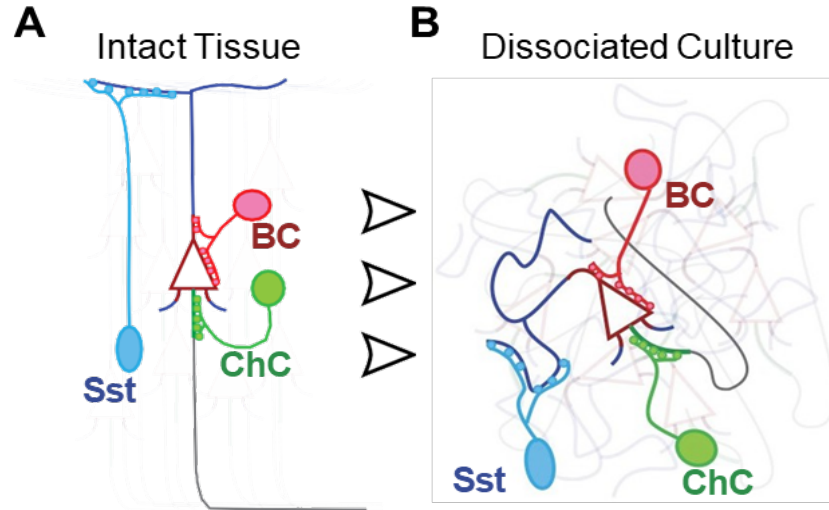 A
Intact Tissue
BC
ChC
Sst
B
Dissociated Culture
BC
Sst
ChC